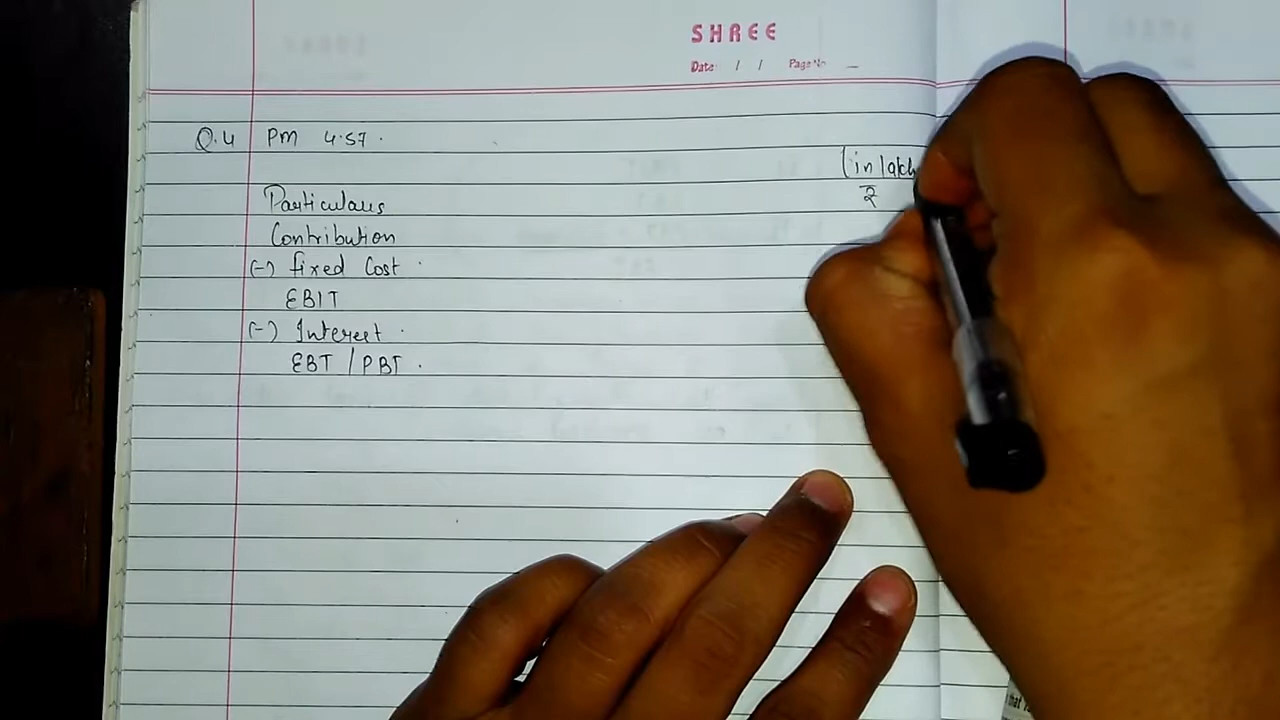 SHREE
Date: / / Page No
Q.4 PM 4.57.
(in lakh
Particulars ₹
Contribution
(-) fixed Cost
EBIT
(-) Interest
EBT / PBT